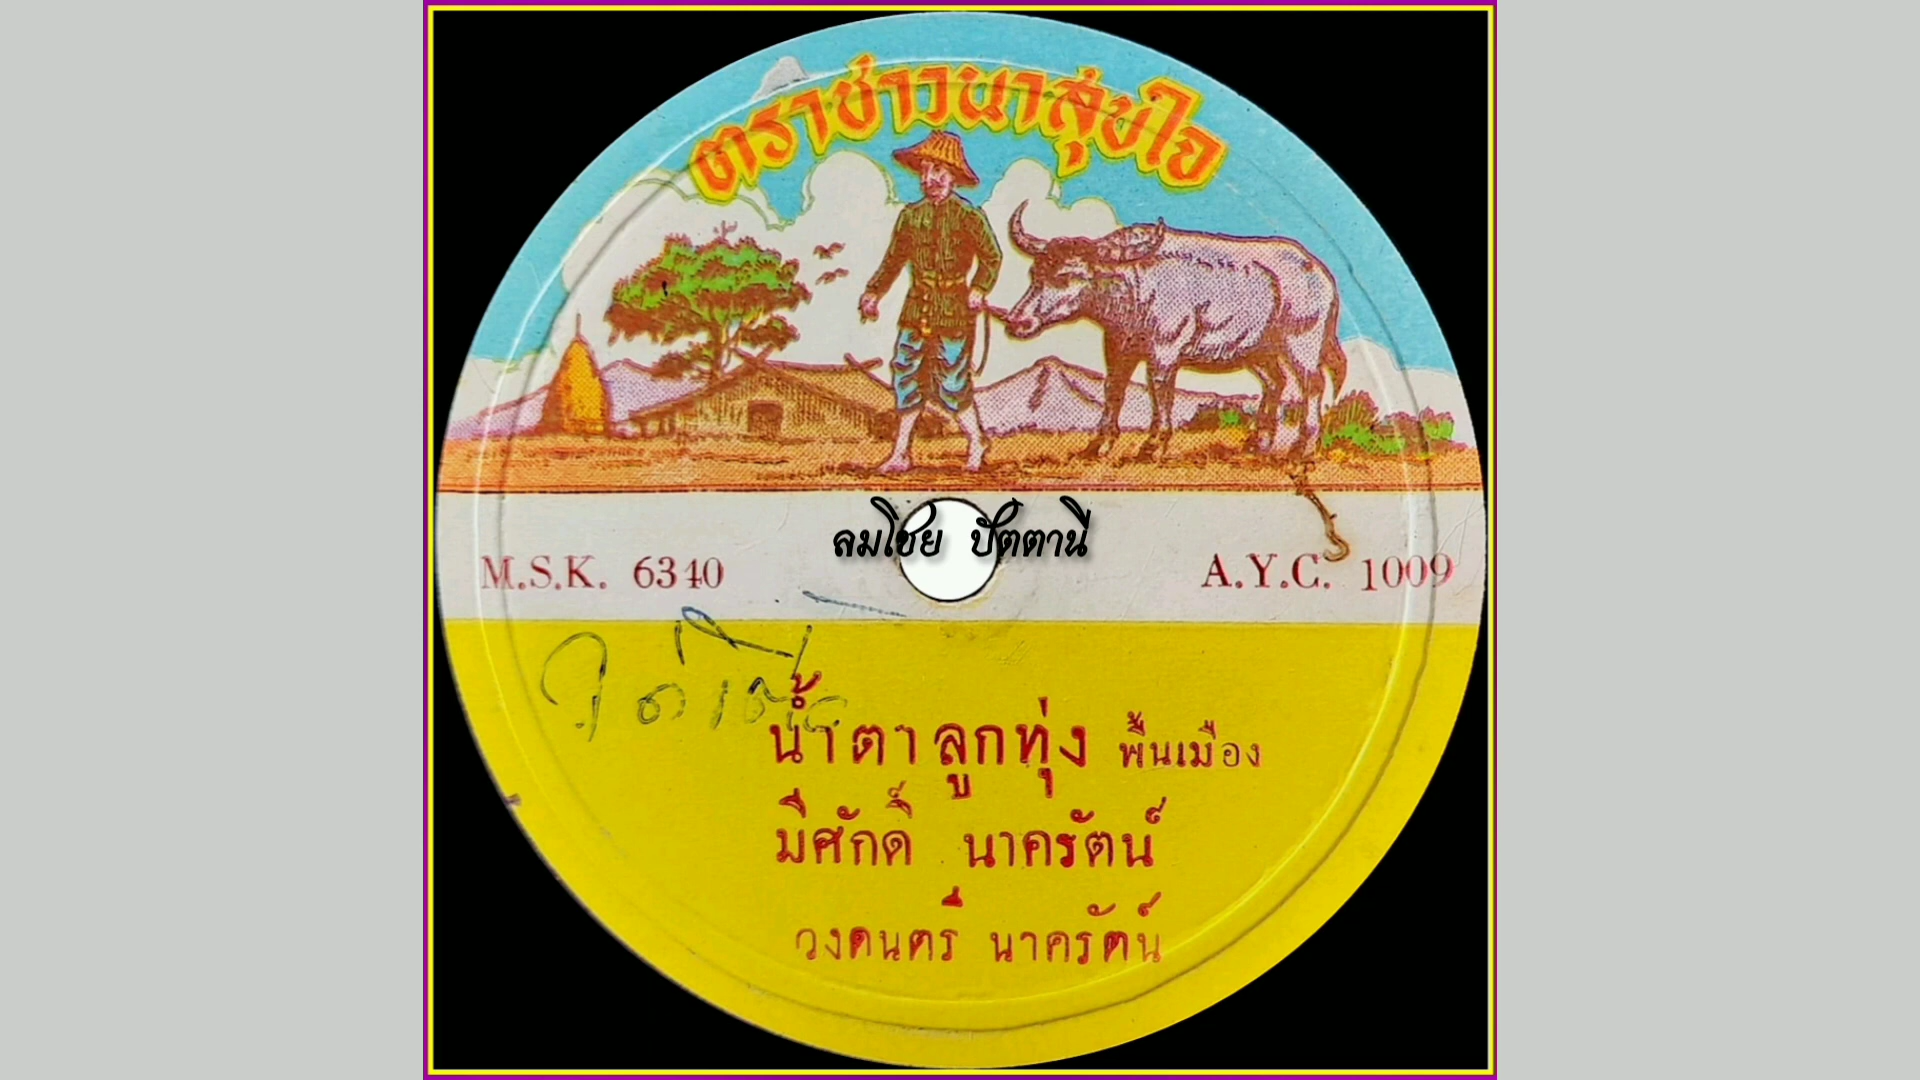 ตราชาวนาสุขใจ
ลมโชย ปัตตานี
M.S.K. 6340 A.Y.C. 1009
น้ำตาลูกทุ่ง พื้นเมือง
มีศักดิ์ นาครัตน์
วงดนตรี นาครัตน์